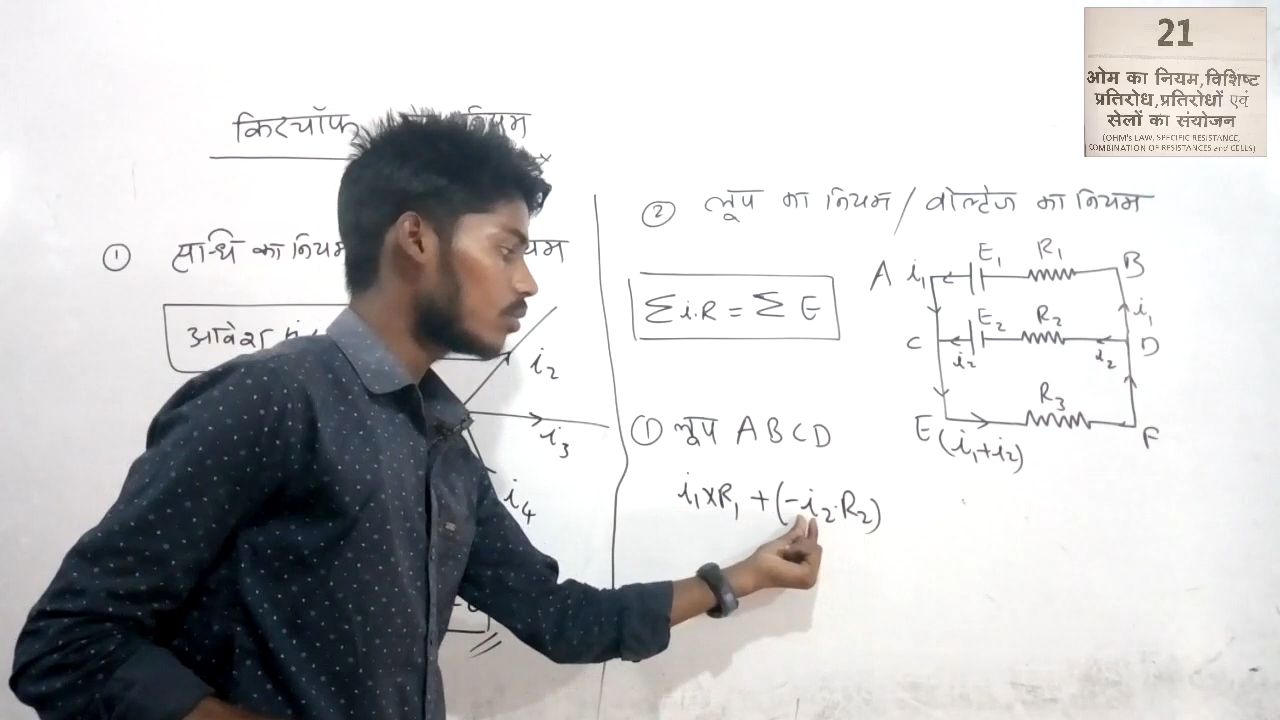 21
ओम का नियम,विशिष्ट
प्रतिरोध,प्रतिरोधों एवं
सेलों का संयोजन
(OHM's LAW, SPECIFIC RESISTANCE,
COMBINATION OF RESISTANCES and CELLS)
किरचॉफ
① सन्धि का नियम
आवेश
i₂
i₃
i₄
② लूप का नियम / वोल्टेज का नियम
Σi.R = Σ E
A i₁ E₁ R₁ B
i₁
C i₂ E₂ R₂ i₂ D
E (i₁+i₂) R₃ F
① लूप ABCD
i₁×R₁ + (-i₂.R₂)